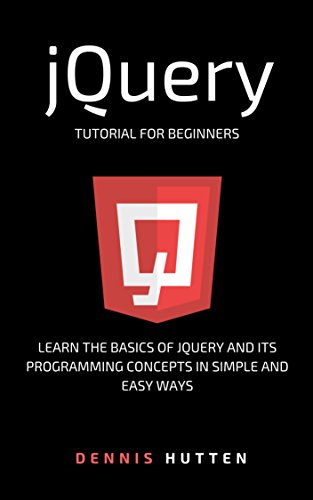 jQuery
TUTORIAL FOR BEGINNERS
LEARN THE BASICS OF JQUERY AND ITS
PROGRAMMING CONCEPTS IN SIMPLE AND
EASY WAYS
DENNIS HUTTEN